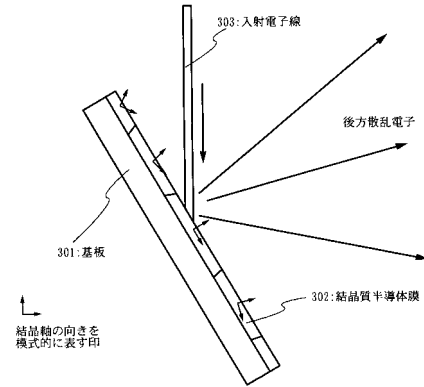 303:入射電子線
後方散乱電子
301:基板
302:結晶質半導体膜
結晶軸の向きを
模式的に表す印